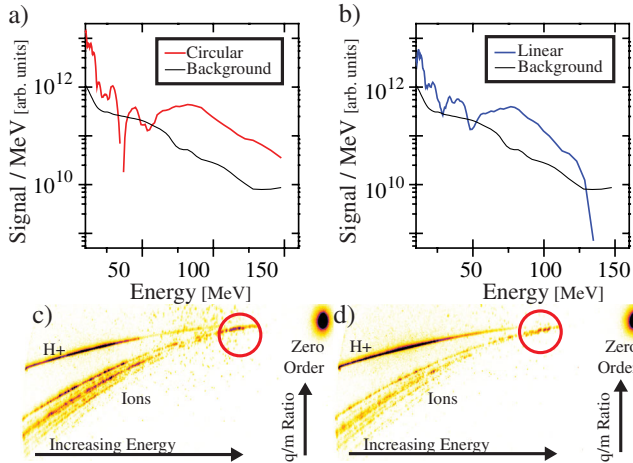 a)
Circular
Background
Signal / MeV [arb. units]
10^12
10^10
50 100 150
Energy [MeV]
b)
Linear
Background
Signal / MeV [arb. units]
10^12
10^10
50 100 150
Energy [MeV]
c)
H+
Ions
Increasing Energy
Zero
Order
q/m Ratio
d)
H+
Ions
Increasing Energy
Zero
Order
q/m Ratio